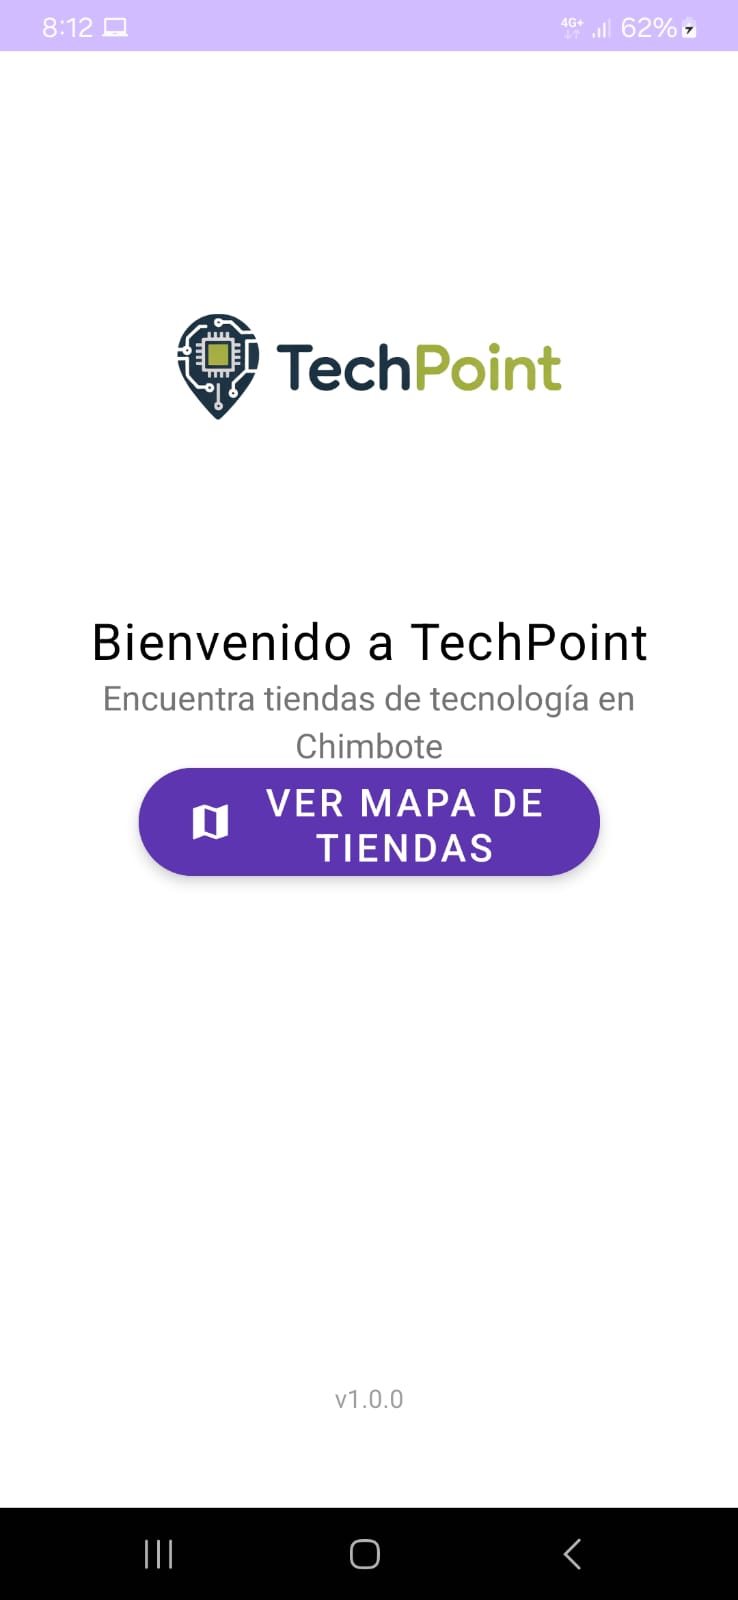 8:12 4G+ 62%
TechPoint
Bienvenido a TechPoint
Encuentra tiendas de tecnología en
Chimbote
VER MAPA DE
TIENDAS
v1.0.0